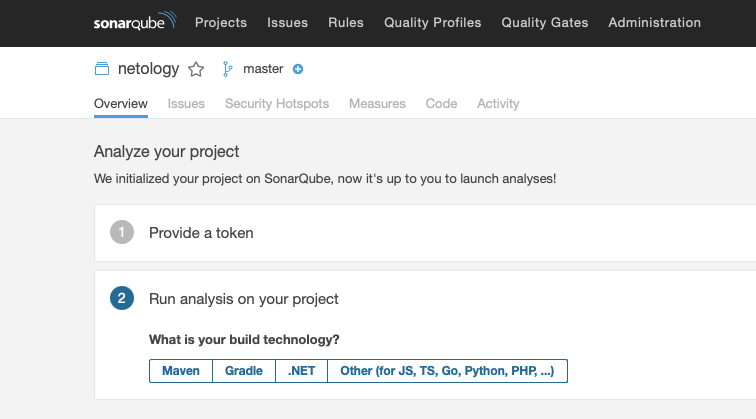 sonarqube Projects Issues Rules Quality Profiles Quality Gates Administration
netology master
Overview Issues Security Hotspots Measures Code Activity
Analyze your project
We initialized your project on SonarQube, now it's up to you to launch analyses!
1 Provide a token
2 Run analysis on your project
What is your build technology?
Maven Gradle .NET Other (for JS, TS, Go, Python, PHP, ...)